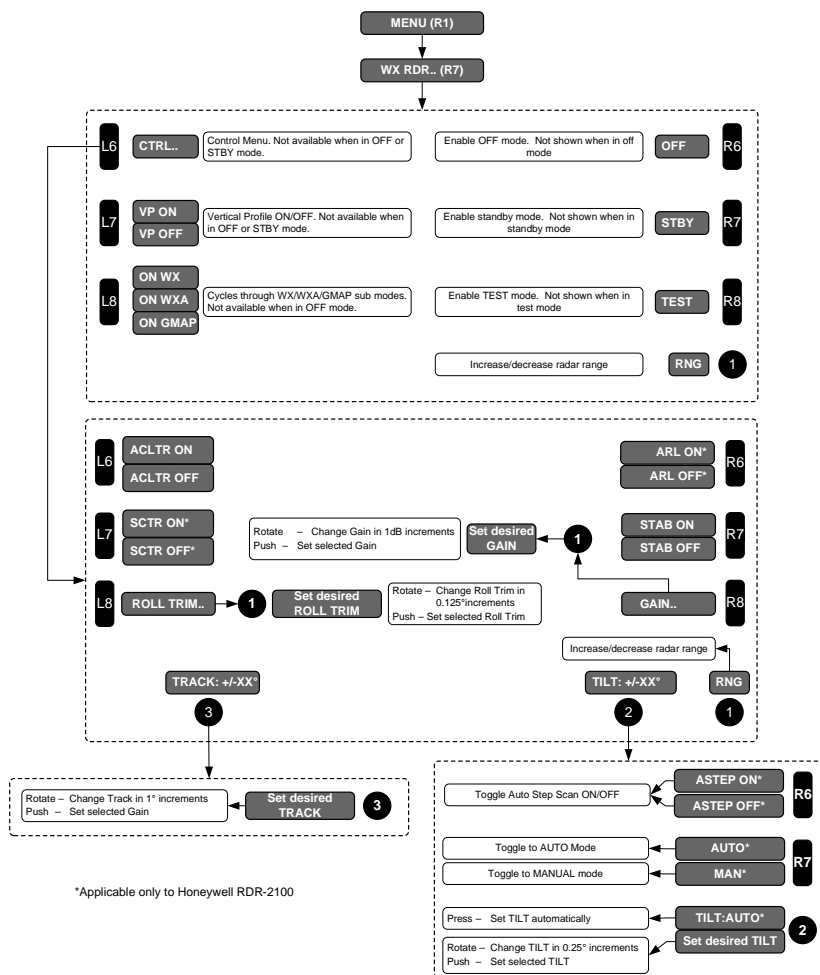 MENU (R1)
WX RDR.. (R7)
L6
CTRL..
Control Menu. Not available when in OFF or
STBY mode.
Enable OFF mode. Not shown when in off
mode
OFF
R6
L7
VP ON
VP OFF
Vertical Profile ON/OFF. Not available when
in OFF or STBY mode.
Enable standby mode. Not shown when in
standby mode
STBY
R7
L8
ON WX
ON WXA
ON GMAP
Cycles through WX/WXA/GMAP sub modes.
Not available when in OFF mode.
Enable TEST mode. Not shown when in
test mode
TEST
R8
Increase/decrease radar range
RNG
1
L6
ACLTR ON
ACLTR OFF
ARL ON*
ARL OFF*
R6
L7
SCTR ON*
SCTR OFF*
Rotate – Change Gain in 1dB increments
Push – Set selected Gain
Set desired
GAIN
1
STAB ON
STAB OFF
R7
L8
ROLL TRIM..
1
Set desired
ROLL TRIM
Rotate – Change Roll Trim in
0.125°increments
Push – Set selected Roll Trim
GAIN..
R8
Increase/decrease radar range
TRACK: +/-XX°
TILT: +/-XX°
RNG
3
2
1
Rotate – Change Track in 1° increments
Push – Set selected Gain
Set desired
TRACK
3
Toggle Auto Step Scan ON/OFF
ASTEP ON*
ASTEP OFF*
R6
Toggle to AUTO Mode
AUTO*
Toggle to MANUAL mode
MAN*
R7
*Applicable only to Honeywell RDR-2100
Press – Set TILT automatically
TILT:AUTO*
Rotate – Change TILT in 0.25° increments
Push – Set selected TILT
Set desired TILT
2